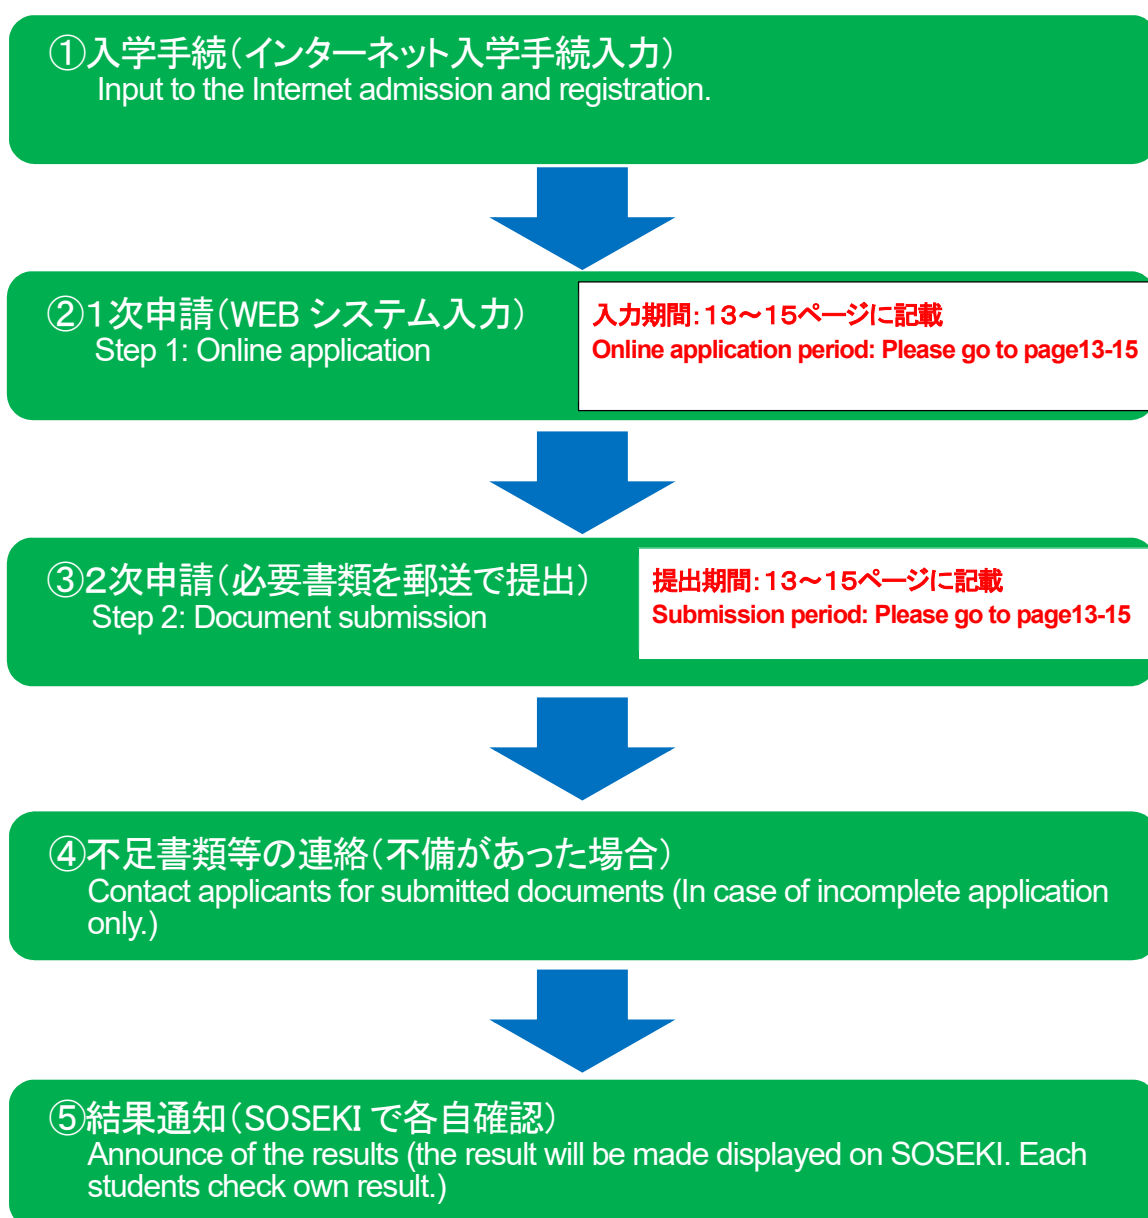 ①入学手続(インターネット入学手続入力)
Input to the Internet admission and registration.
②1次申請(WEB システム入力)
Step 1: Online application
入力期間:13~15ページに記載
Online application period: Please go to page13-15
③2次申請(必要書類を郵送で提出)
Step 2: Document submission
提出期間:13~15ページに記載
Submission period: Please go to page13-15
④不足書類等の連絡(不備があった場合)
Contact applicants for submitted documents (In case of incomplete application
only.)
⑤結果通知(SOSEKI で各自確認)
Announce of the results (the result will be made displayed on SOSEKI. Each
students check own result.)